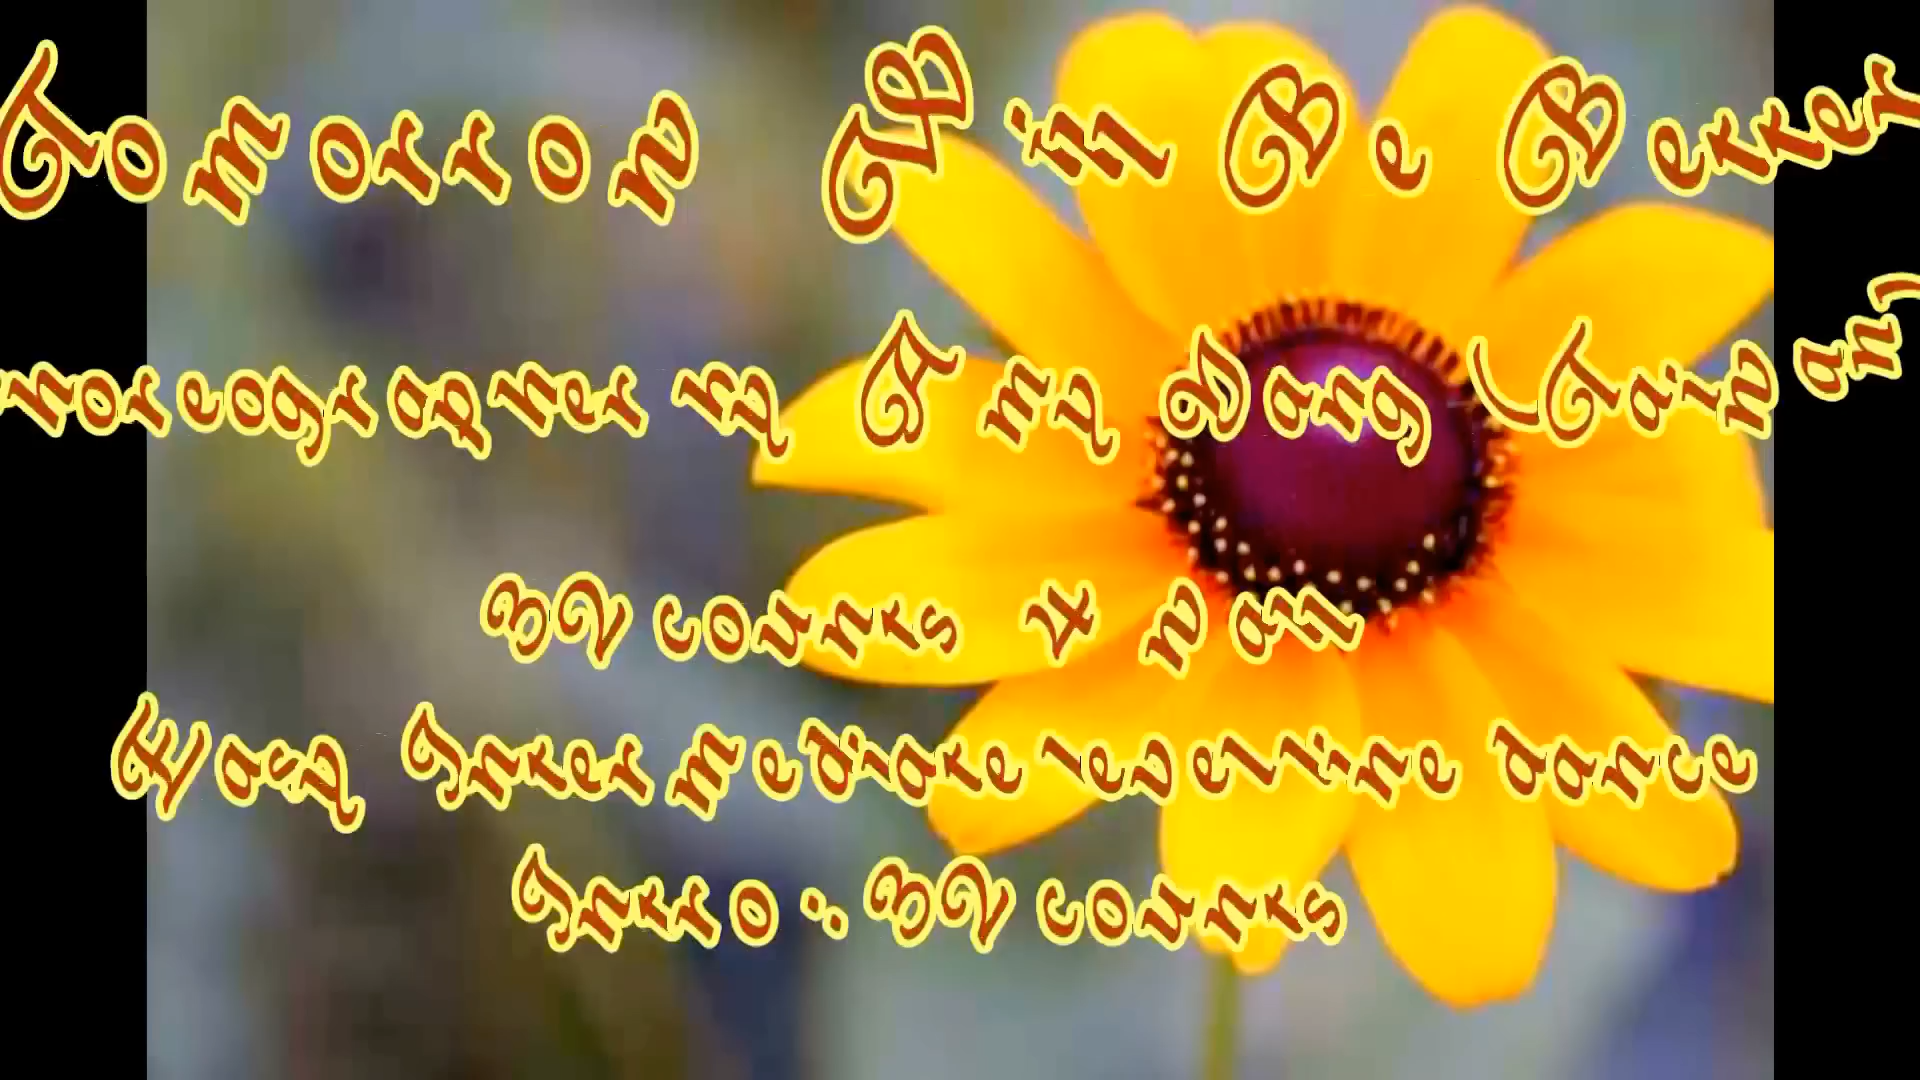 Tomorrow Will Be Better
horeographer by Amy Yang (Taiwan)
32 counts 4 wall
Easy Intermediate level line dance
Intro : 32 counts